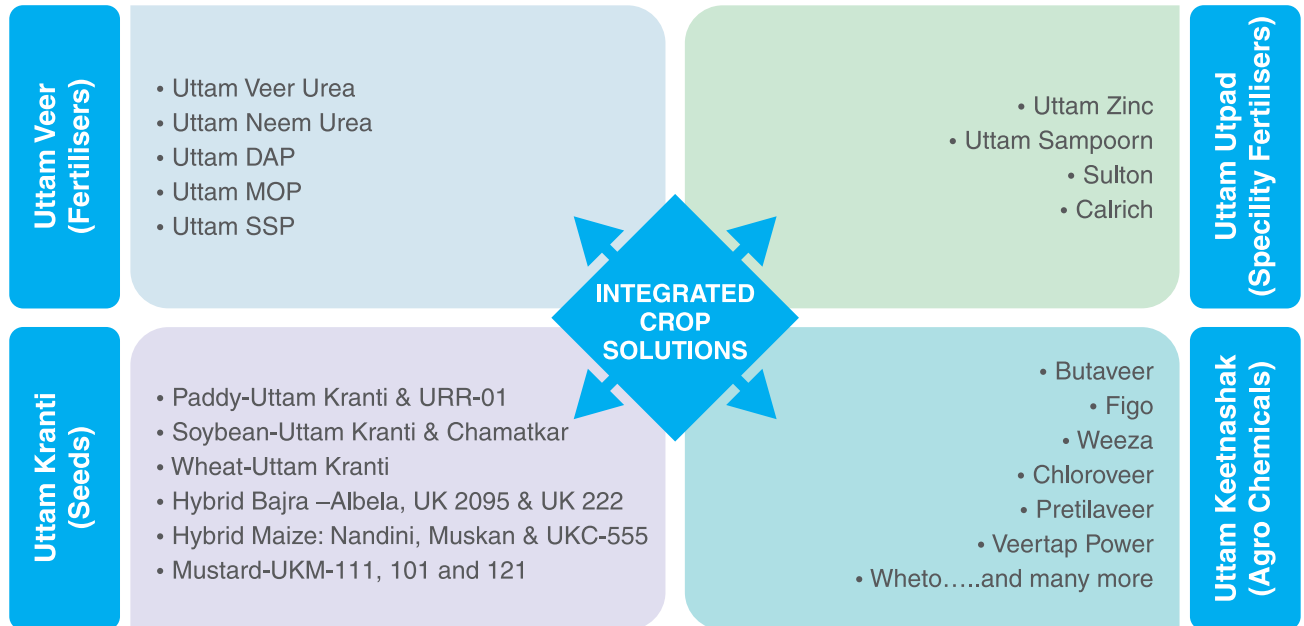 Uttam Veer
(Fertilisers)
• Uttam Veer Urea
• Uttam Neem Urea
• Uttam DAP
• Uttam MOP
• Uttam SSP
• Uttam Zinc
• Uttam Sampoorn
• Sulton
• Calrich
Uttam Utpad
(Specility Fertilisers)
INTEGRATED
CROP
SOLUTIONS
Uttam Kranti
(Seeds)
• Paddy-Uttam Kranti & URR-01
• Soybean-Uttam Kranti & Chamatkar
• Wheat-Uttam Kranti
• Hybrid Bajra –Albela, UK 2095 & UK 222
• Hybrid Maize: Nandini, Muskan & UKC-555
• Mustard-UKM-111, 101 and 121
• Butaveer
• Figo
• Weeza
• Chloroveer
• Pretilaveer
• Veertap Power
• Wheto…..and many more
Uttam Keetnashak
(Agro Chemicals)